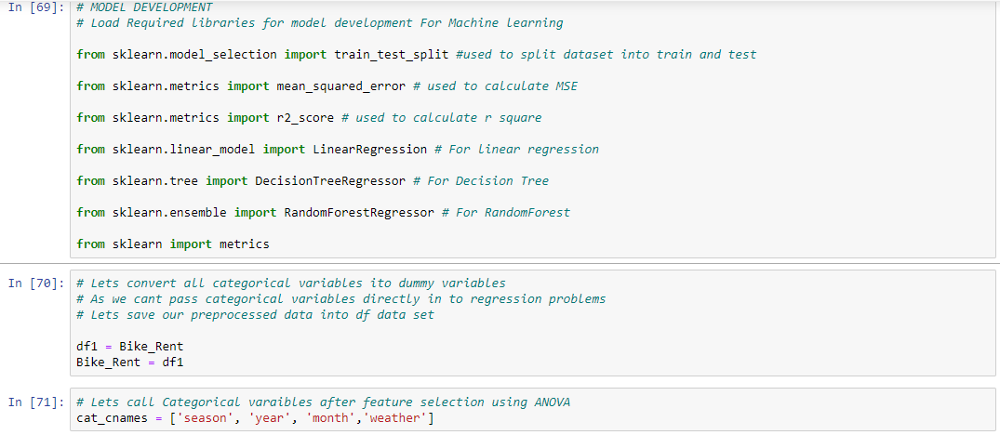 In [69]: # MODEL DEVELOPMENT
# Load Required libraries for model development For Machine learning
from sklearn.model_selection import train_test_split #used to split dataset into train and test
from sklearn.metrics import mean_squared_error # used to calculate MSE
from sklearn.metrics import r2_score # used to calculate r square
from sklearn.linear_model import LinearRegression # For linear regression
from sklearn.tree import DecisionTreeRegressor # For Decision Tree
from sklearn.ensemble import RandomForestRegressor # For RandomForest
from sklearn import metrics
In [70]: # Lets convert all categorical variables ito dummy variables
# As we cant pass categorical variables directly in to regression problems
# Lets save our preprocessed data into df data set
df1 = Bike_Rent
Bike_Rent = df1
In [71]: # Lets call Categorical varaibles after feature selection using ANOVA
cat_cnames = ['season', 'year', 'month','weather']